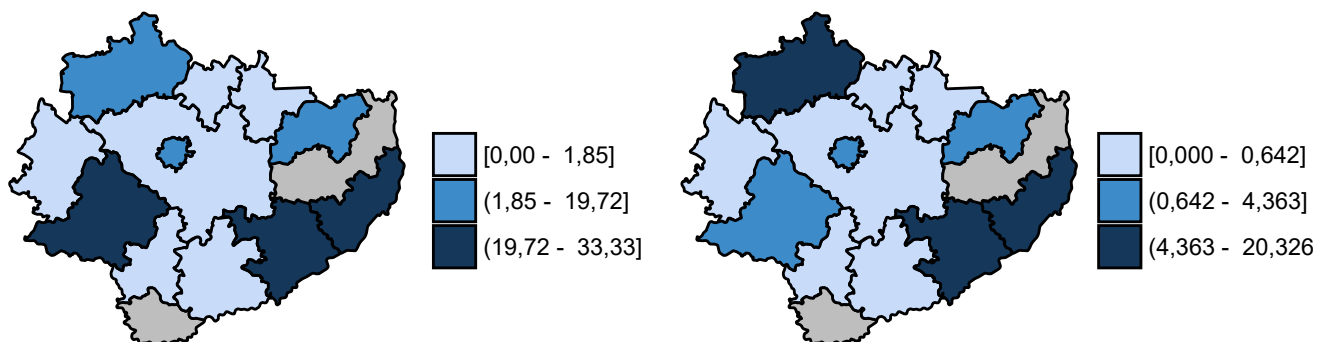 [0,00 - 1,85]
(1,85 - 19,72]
(19,72 - 33,33]
[0,000 - 0,642]
(0,642 - 4,363]
(4,363 - 20,326